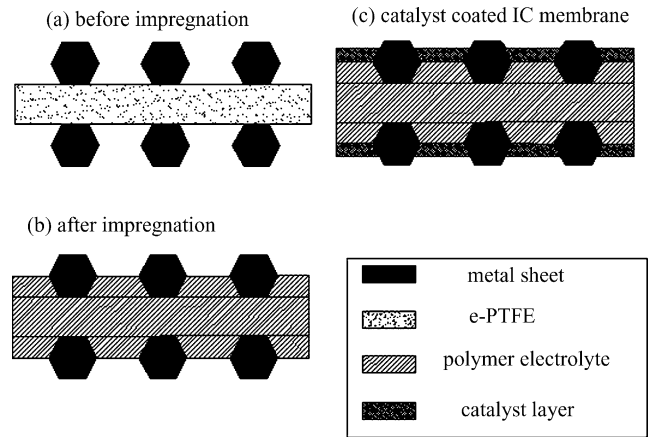 (a) before impregnation
(c) catalyst coated IC membrane
(b) after impregnation
metal sheet
e-PTFE
polymer electrolyte
catalyst layer